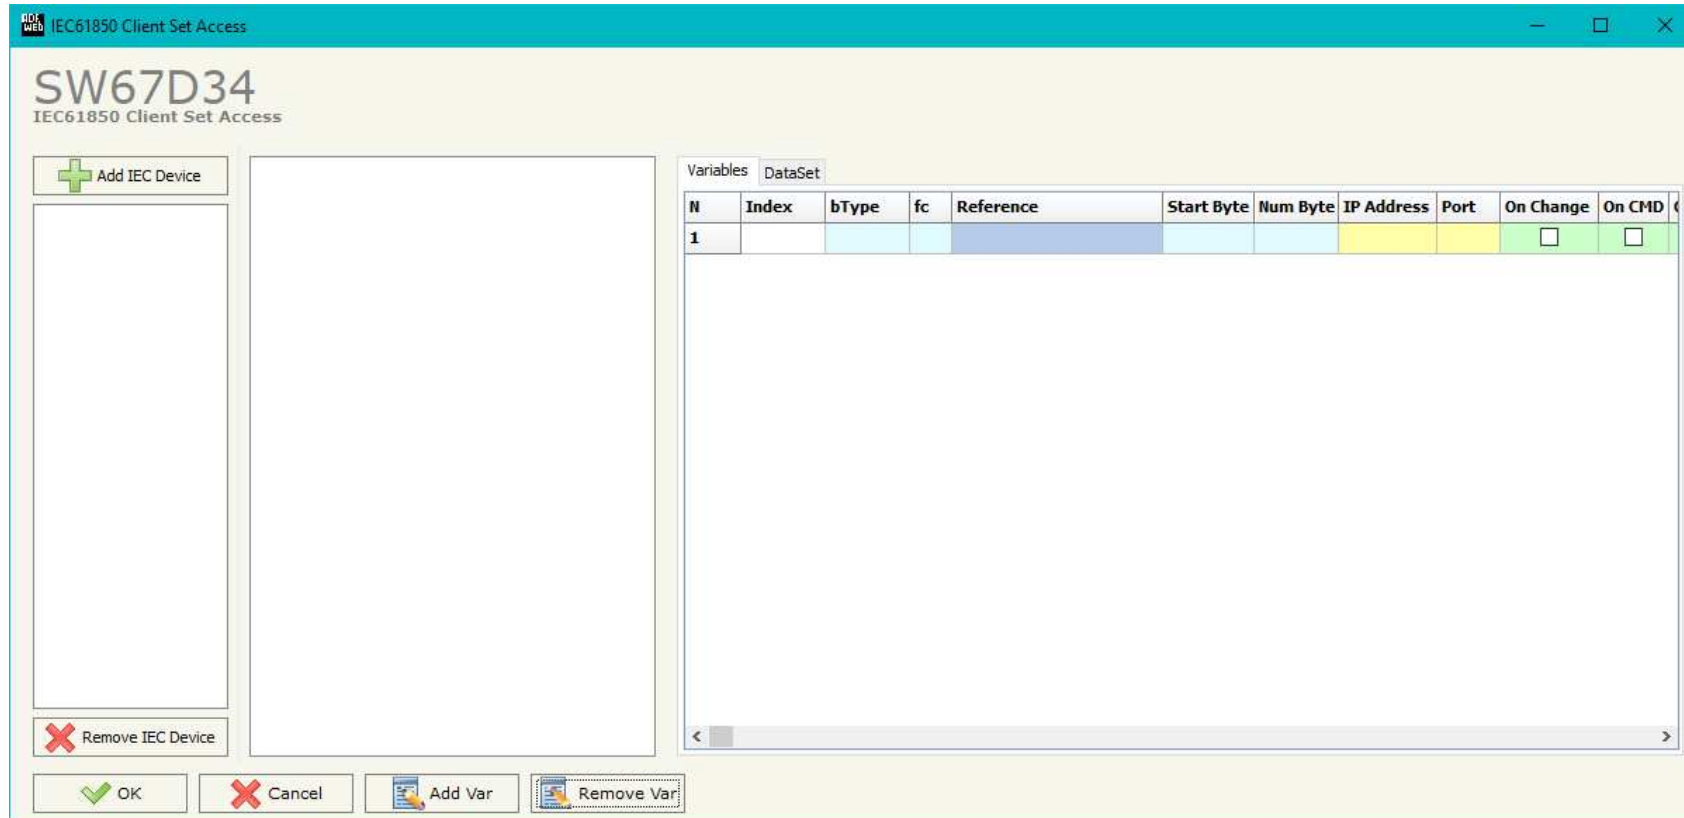 ADF WEB IEC61850 Client Set Access
SW67D34
IEC61850 Client Set Access
Add IEC Device
Variables DataSet
N Index bType fc Reference Start Byte Num Byte IP Address Port On Change On CMD
1
Remove IEC Device
OK Cancel Add Var Remove Var